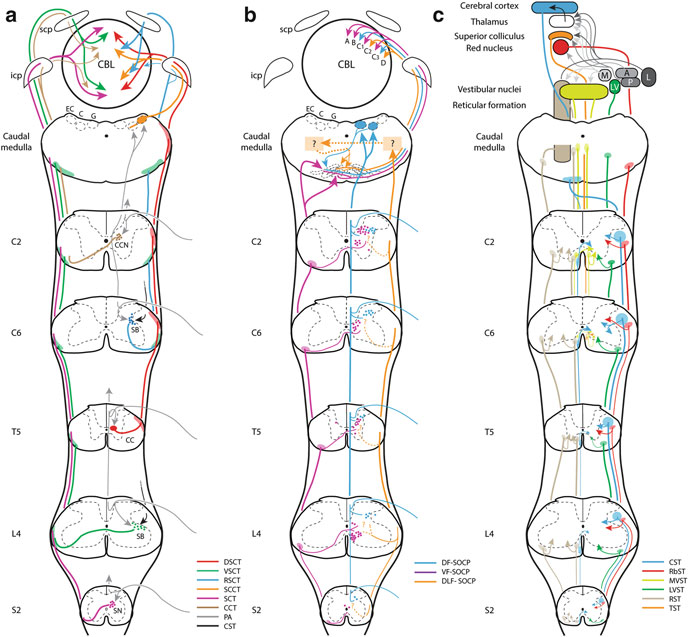 a
scp
CBL
icp
EC
C
G
Caudal
medulla
C2
CCN
C6
SB
T5
CC
L4
SB
S2
SN
DSCT
VSCT
RSCT
SCCT
SCT
CCT
PA
CST
b
scp
A
B
C1
C2
C3
D
CBL
icp
EC
C
G
?
?
Caudal
medulla
C2
C6
T5
L4
S2
DF-SOCP
VF-SOCP
DLF- SOCP
c
Cerebral cortex
Thalamus
Superior colliculus
Red nucleus
M
A
L
P
LV
Vestibular nuclei
Reticular formation
Caudal
medulla
C2
C6
T5
L4
S2
CST
RbST
MVST
LVST
RST
TST